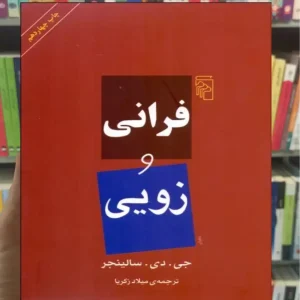 چاپ چهاردهم
فرانی
و
زویی
جی. دی. سالینجر
ترجمه‌ی میلاد زکریا